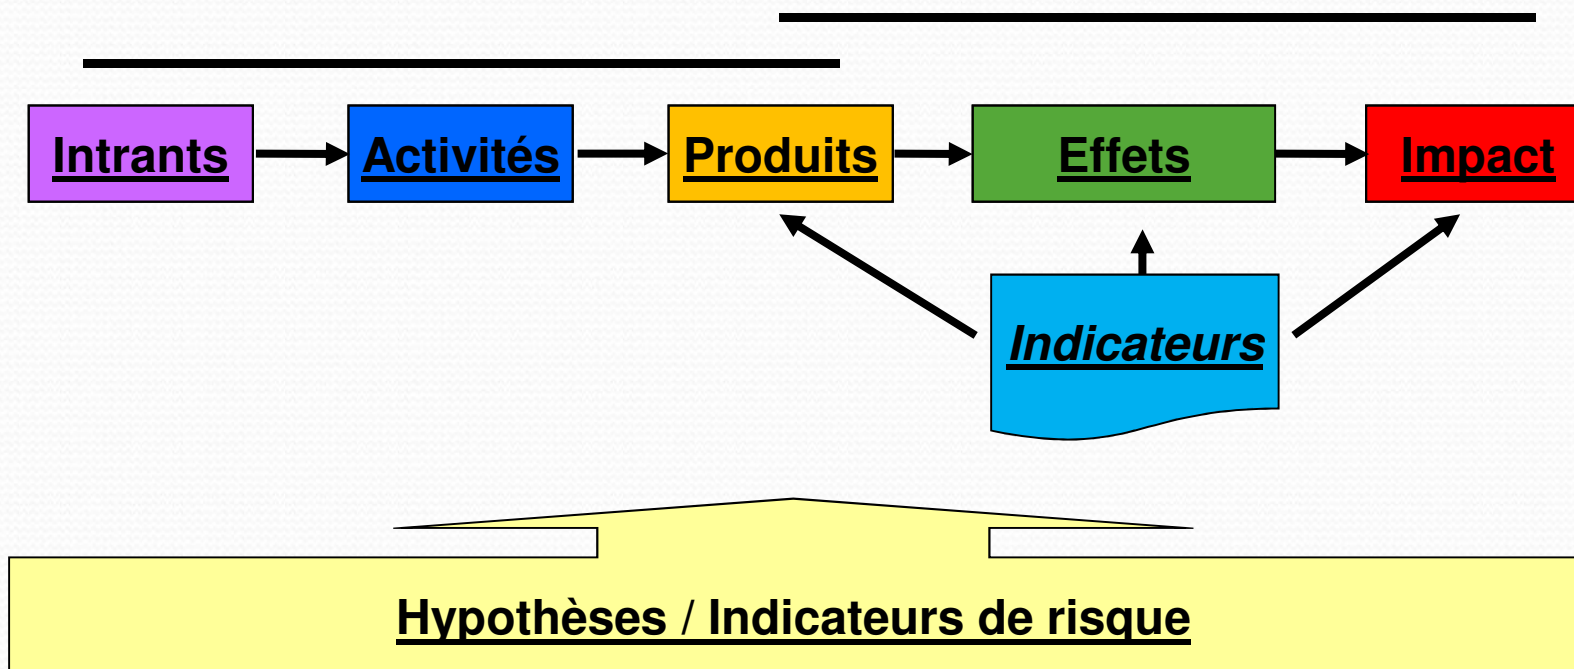 Intrants
Activités
Produits
Effets
Impact
Indicateurs
Hypothèses / Indicateurs de risque